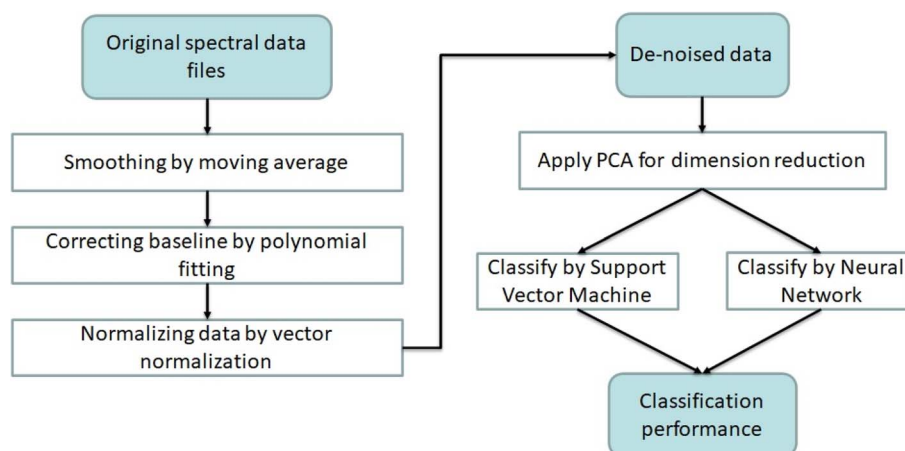 Original spectral data
files
Smoothing by moving average
Correcting baseline by polynomial
fitting
Normalizing data by vector
normalization
De-noised data
Apply PCA for dimension reduction
Classify by Support
Vector Machine
Classify by Neural
Network
Classification
performance